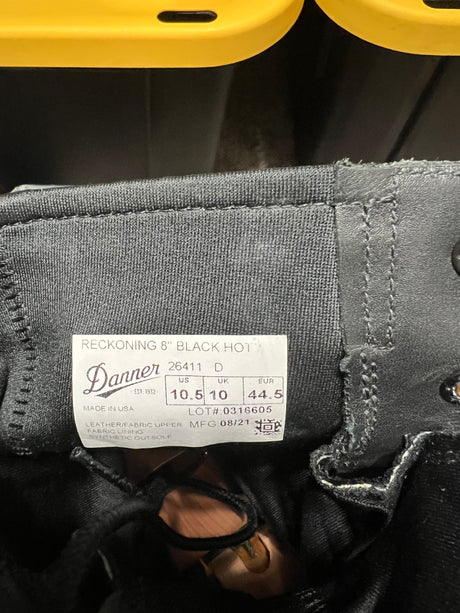 RECKONING 8" BLACK HOT
Danner 26411 D
EST. 1932
US UK EUR
10.5 10 44.5
MADE IN USA
LOT# 0316605
LEATHER/FABRIC UPPER MFG 08/21
FABRIC LINING
SYNTHETIC OUTSOLE